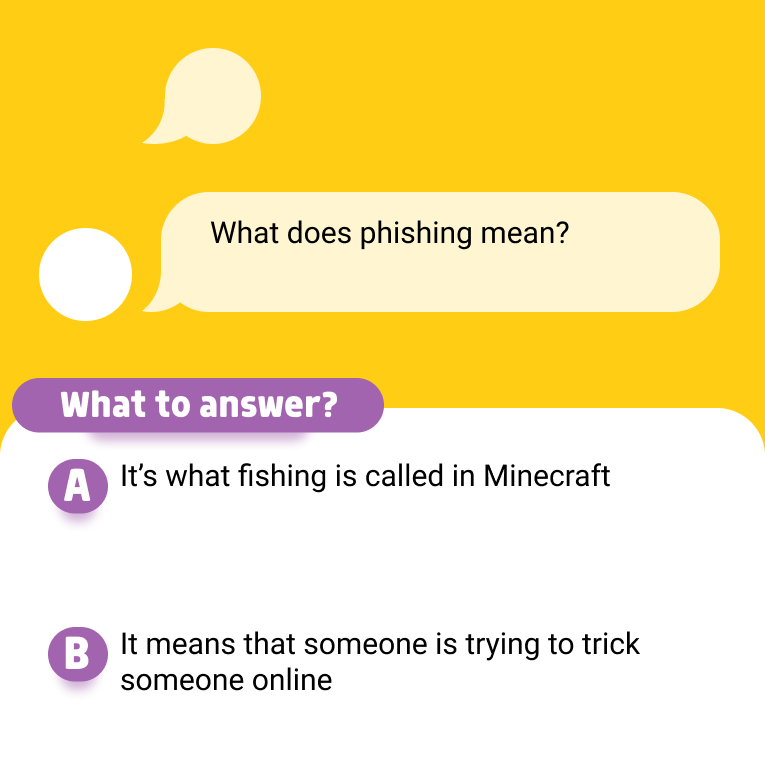 What does phishing mean?
What to answer?
A
It’s what fishing is called in Minecraft
B
It means that someone is trying to trick
someone online